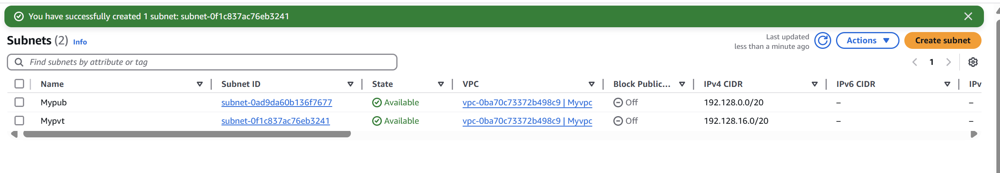 You have successfully created 1 subnet: subnet-0f1c837ac76eb3241
Subnets (2) Info
Last updated
less than a minute ago
Actions
Create subnet
Find subnets by attribute or tag
1
Name Subnet ID State VPC Block Public... IPv4 CIDR IPv6 CIDR IPv
Mypub subnet-0ad9da60b136f7677 Available vpc-0ba70c73372b498c9 | Myvpc Off 192.128.0.0/20 – –
Mypvt subnet-0f1c837ac76eb3241 Available vpc-0ba70c73372b498c9 | Myvpc Off 192.128.16.0/20 – –